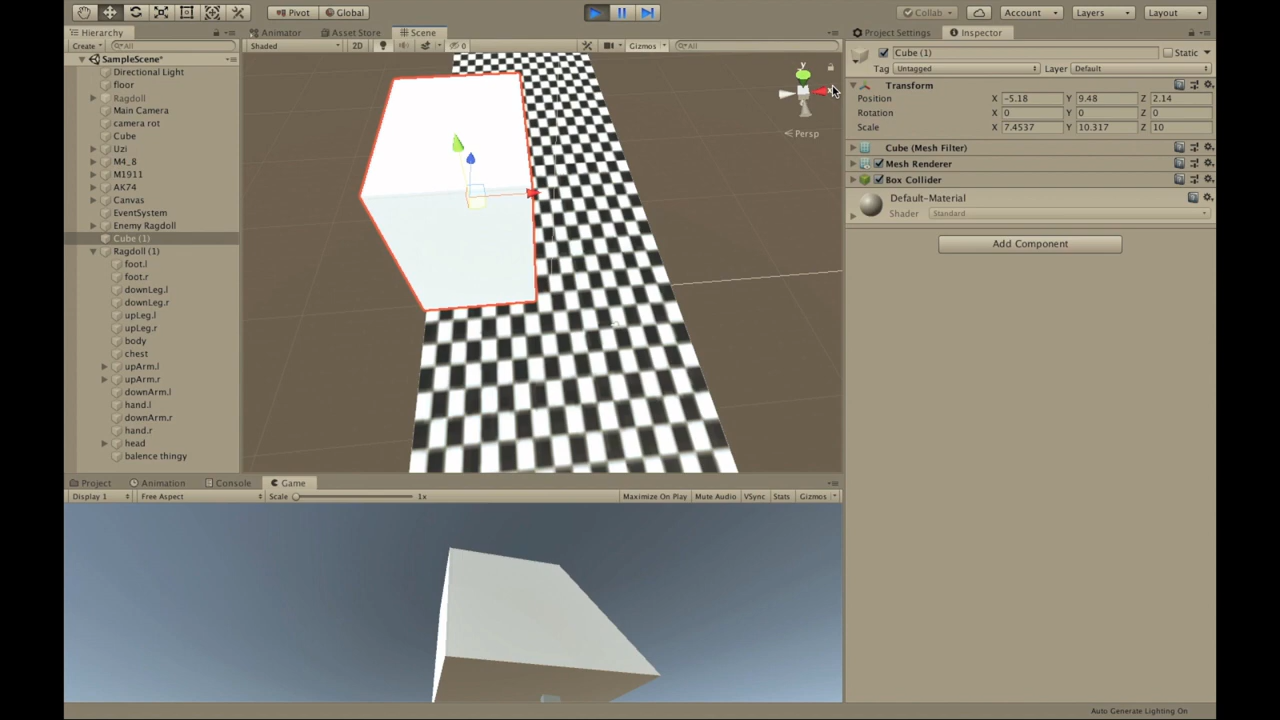 Pivot Global Collab Account Layers Layout
Hierarchy Animator Asset Store Scene Project Settings Inspector
Create All Shaded 2D 0 Gizmos All Cube (1) Static
SampleScene*
Directional Light
floor
Ragdoll
Main Camera
camera rot
Cube
Uzi
M4_8
M1911
AK74
Canvas
EventSystem
Enemy Ragdoll
Cube (1)
Ragdoll (1)
foot.l
foot.r
downLeg.l
downLeg.r
upLeg.l
upLeg.r
body
chest
upArm.l
upArm.r
downArm.l
hand.l
downArm.r
hand.r
head
balence thingy
y
x
Persp
Tag Untagged Layer Default
Transform
Position X -5.18 Y 9.48 Z 2.14
Rotation X 0 Y 0 Z 0
Scale X 7.4537 Y 10.317 Z 10
Cube (Mesh Filter)
Mesh Renderer
Box Collider
Default-Material
Shader Standard
Add Component
Project Animation Console Game
Display 1 Free Aspect Scale 1x Maximize On Play Mute Audio VSync Stats Gizmos
Auto Generate Lighting On